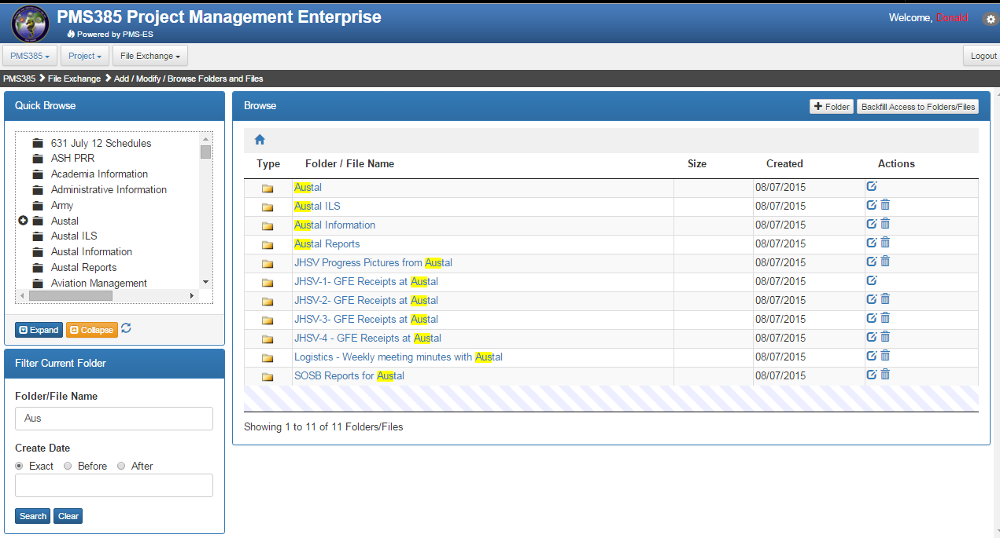 PMS385 Project Management Enterprise
Powered by PMS-ES
Welcome, Donald
PMS385
Project
File Exchange
Logout
PMS385 > File Exchange > Add / Modify / Browse Folders and Files
Quick Browse
631 July 12 Schedules
ASH PRR
Academia Information
Administrative Information
Army
Austal
Austal ILS
Austal Information
Austal Reports
Aviation Management
Expand
Collapse
Filter Current Folder
Folder/File Name
Aus
Create Date
Exact Before After
Search Clear
Browse
Folder
Backfill Access to Folders/Files
Type Folder / File Name Size Created Actions
Austal 08/07/2015
Austal ILS 08/07/2015
Austal Information 08/07/2015
Austal Reports 08/07/2015
JHSV Progress Pictures from Austal 08/07/2015
JHSV-1- GFE Receipts at Austal 08/07/2015
JHSV-2- GFE Receipts at Austal 08/07/2015
JHSV-3- GFE Receipts at Austal 08/07/2015
JHSV-4 - GFE Receipts at Austal 08/07/2015
Logistics - Weekly meeting minutes with Austal 08/07/2015
SOSB Reports for Austal 08/07/2015
Showing 1 to 11 of 11 Folders/Files